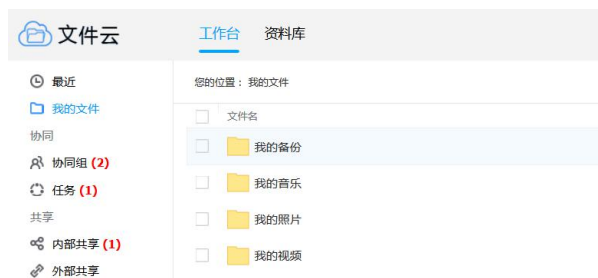 文件云
工作台 资料库
最近
我的文件
协同
协同组 (2)
任务 (1)
共享
内部共享 (1)
外部共享
您的位置： 我的文件
文件名
我的备份
我的音乐
我的照片
我的视频